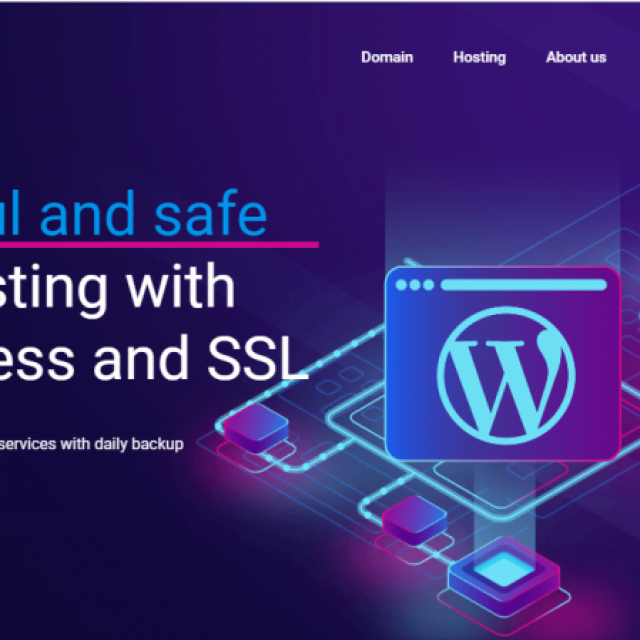 Domain Hosting About us
ul and safe
sting with
ess and SSL
services with daily backup